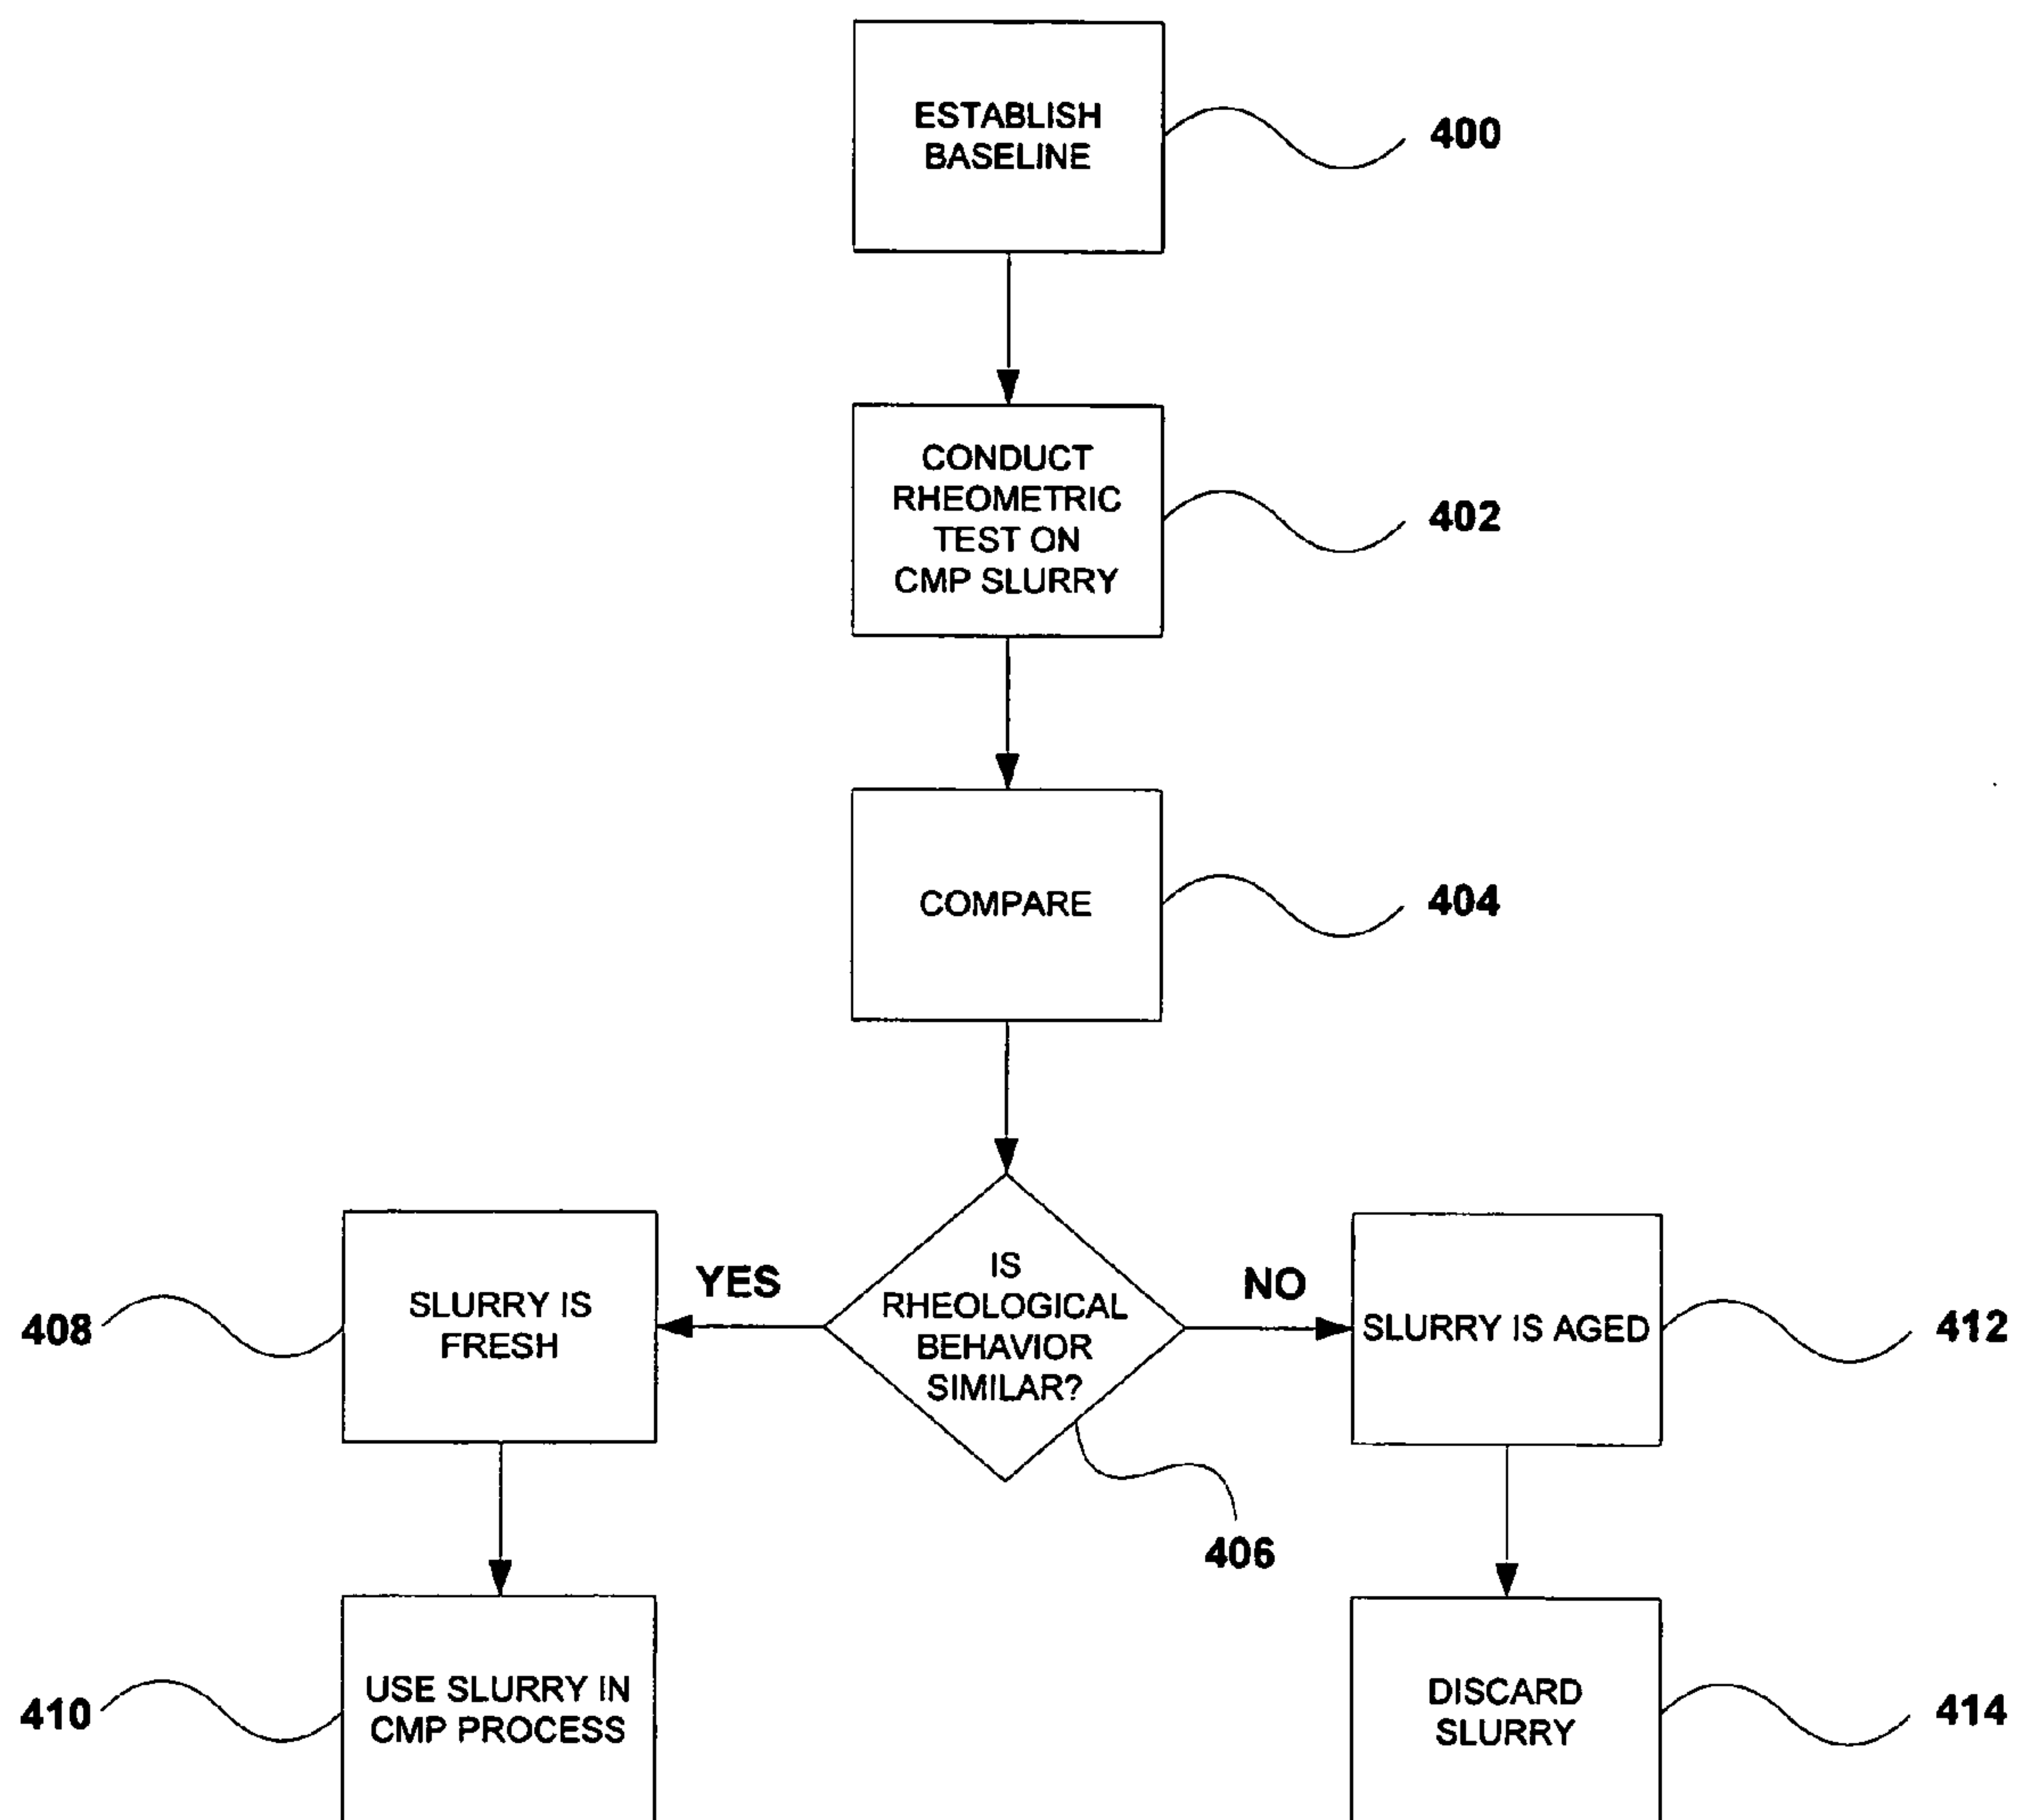 ESTABLISH
BASELINE
400
CONDUCT
RHEOMETRIC
TEST ON
CMP SLURRY
402
COMPARE
404
IS
RHEOLOGICAL
BEHAVIOR
SIMILAR?
406
YES
NO
SLURRY IS
FRESH
408
SLURRY IS AGED
412
USE SLURRY IN
CMP PROCESS
410
DISCARD
SLURRY
414